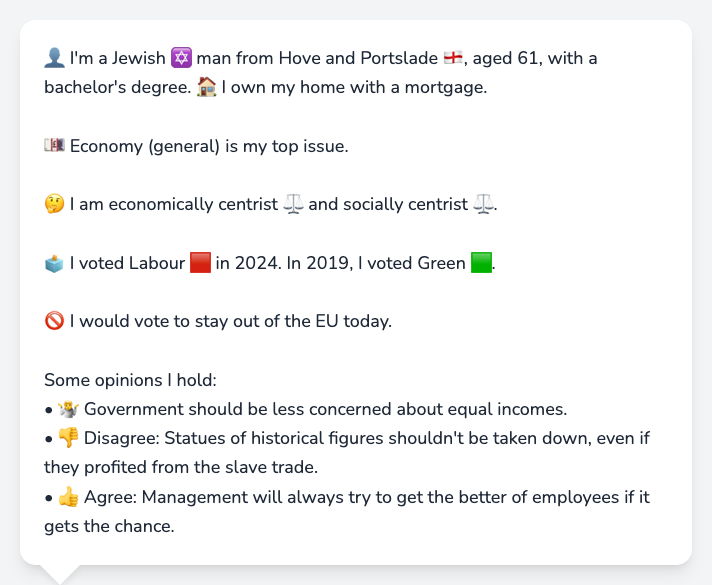 👤 I'm a Jewish ✡️ man from Hove and Portslade 🏴󠁧󠁢󠁥󠁮󠁧󠁿, aged 61, with a
bachelor's degree. 🏠 I own my home with a mortgage.
💷 Economy (general) is my top issue.
🤔 I am economically centrist ⚖️ and socially centrist ⚖️.
🗳️ I voted Labour 🟥 in 2024. In 2019, I voted Green 🟩.
🚫 I would vote to stay out of the EU today.
Some opinions I hold:
• 🤷 Government should be less concerned about equal incomes.
• 👎 Disagree: Statues of historical figures shouldn't be taken down, even if
they profited from the slave trade.
• 👍 Agree: Management will always try to get the better of employees if it
gets the chance.